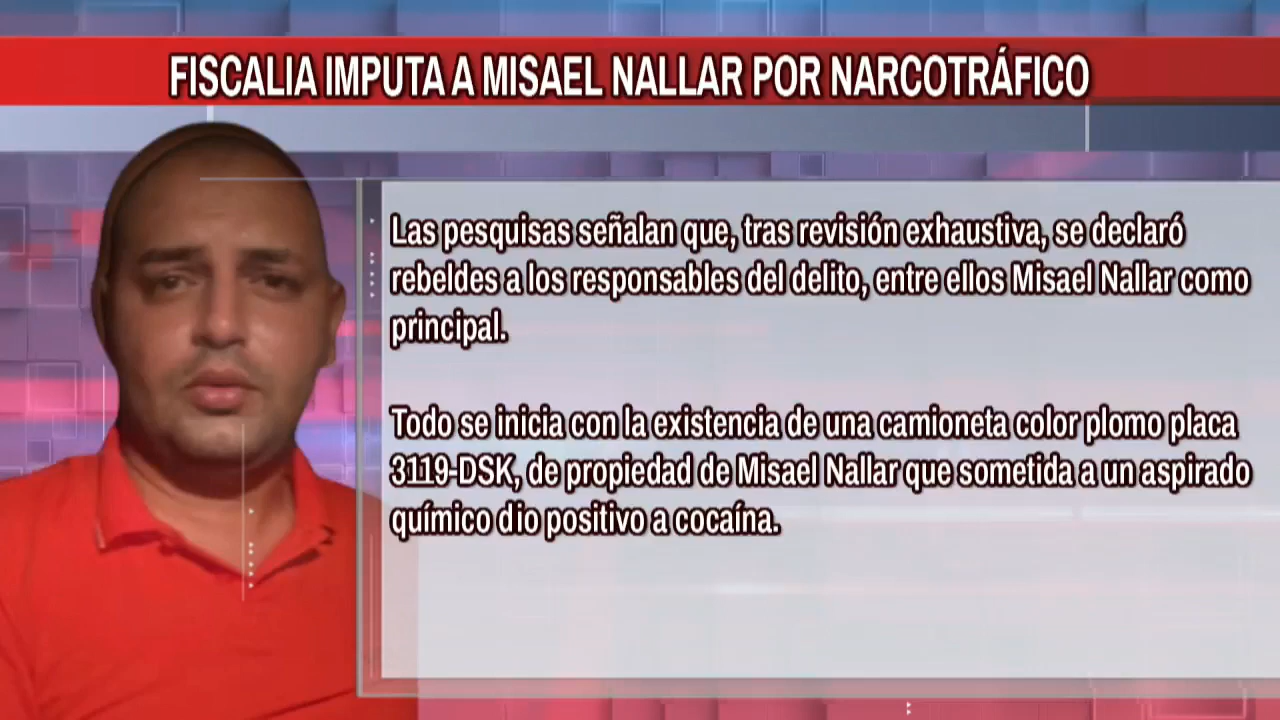 FISCALIA IMPUTA A MISAEL NALLAR POR NARCOTRÁFICO
Las pesquisas señalan que, tras revisión exhaustiva, se declaró
rebeldes a los responsables del delito, entre ellos Misael Nallar como
principal.
Todo se inicia con la existencia de una camioneta color plomo placa
3119-DSK, de propiedad de Misael Nallar que sometida a un aspirado
químico dio positivo a cocaína.